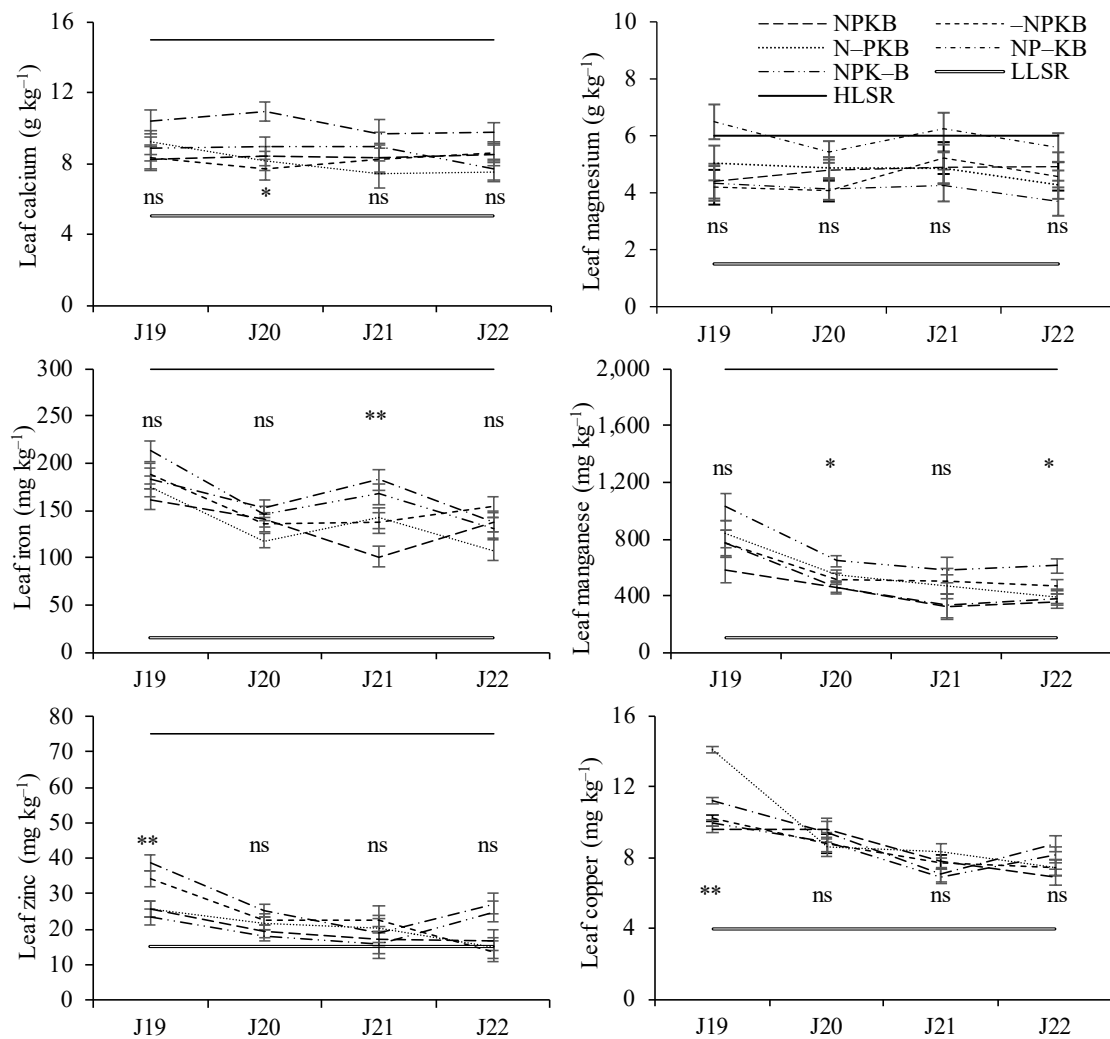 Leaf calcium (g kg⁻¹)
15
12
9
6
3
0
ns
*
ns
ns
J19
J20
J21
J22
Leaf magnesium (g kg⁻¹)
10
8
6
4
2
0
NPKB
–NPKB
N–PKB
NP–KB
NPK–B
LLSR
HLSR
ns
ns
ns
ns
J19
J20
J21
J22
Leaf iron (mg kg⁻¹)
300
250
200
150
100
50
0
ns
ns
**
ns
J19
J20
J21
J22
Leaf manganese (mg kg⁻¹)
2,000
1,600
1,200
800
400
0
ns
*
ns
*
J19
J20
J21
J22
Leaf zinc (mg kg⁻¹)
80
70
60
50
40
30
20
10
0
**
ns
ns
ns
J19
J20
J21
J22
Leaf copper (mg kg⁻¹)
16
12
8
4
0
**
ns
ns
ns
J19
J20
J21
J22